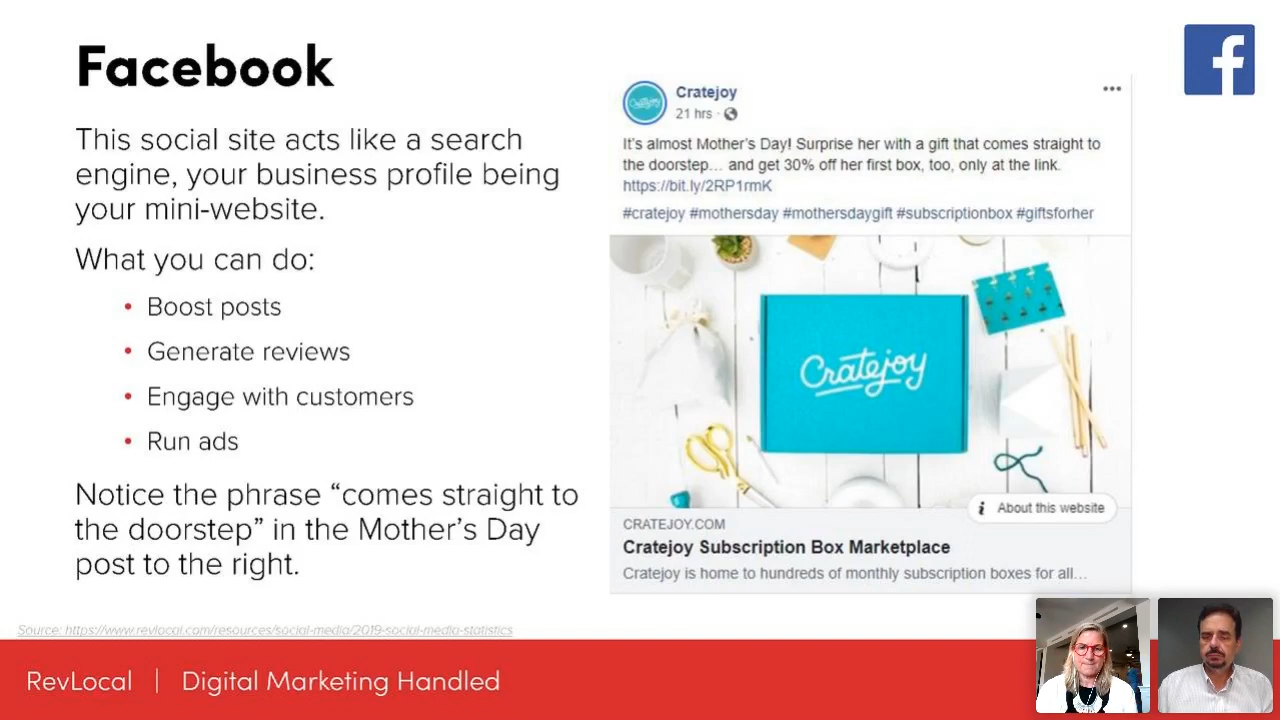 Facebook
This social site acts like a search
engine, your business profile being
your mini-website.
What you can do:
• Boost posts
• Generate reviews
• Engage with customers
• Run ads
Notice the phrase “comes straight to
the doorstep” in the Mother’s Day
post to the right.
Source: https://www.revlocal.com/resources/social-media/2019-social-media-statistics
Cratejoy
21 hrs ·
It's almost Mother's Day! Surprise her with a gift that comes straight to
the doorstep... and get 30% off her first box, too, only at the link.
https://bit.ly/2RP1rmK
#cratejoy #mothersday #mothersdaygift #subscriptionbox #giftsforher
Cratejoy
i About this website
CRATEJOY.COM
Cratejoy Subscription Box Marketplace
Cratejoy is home to hundreds of monthly subscription boxes for all...
RevLocal | Digital Marketing Handled